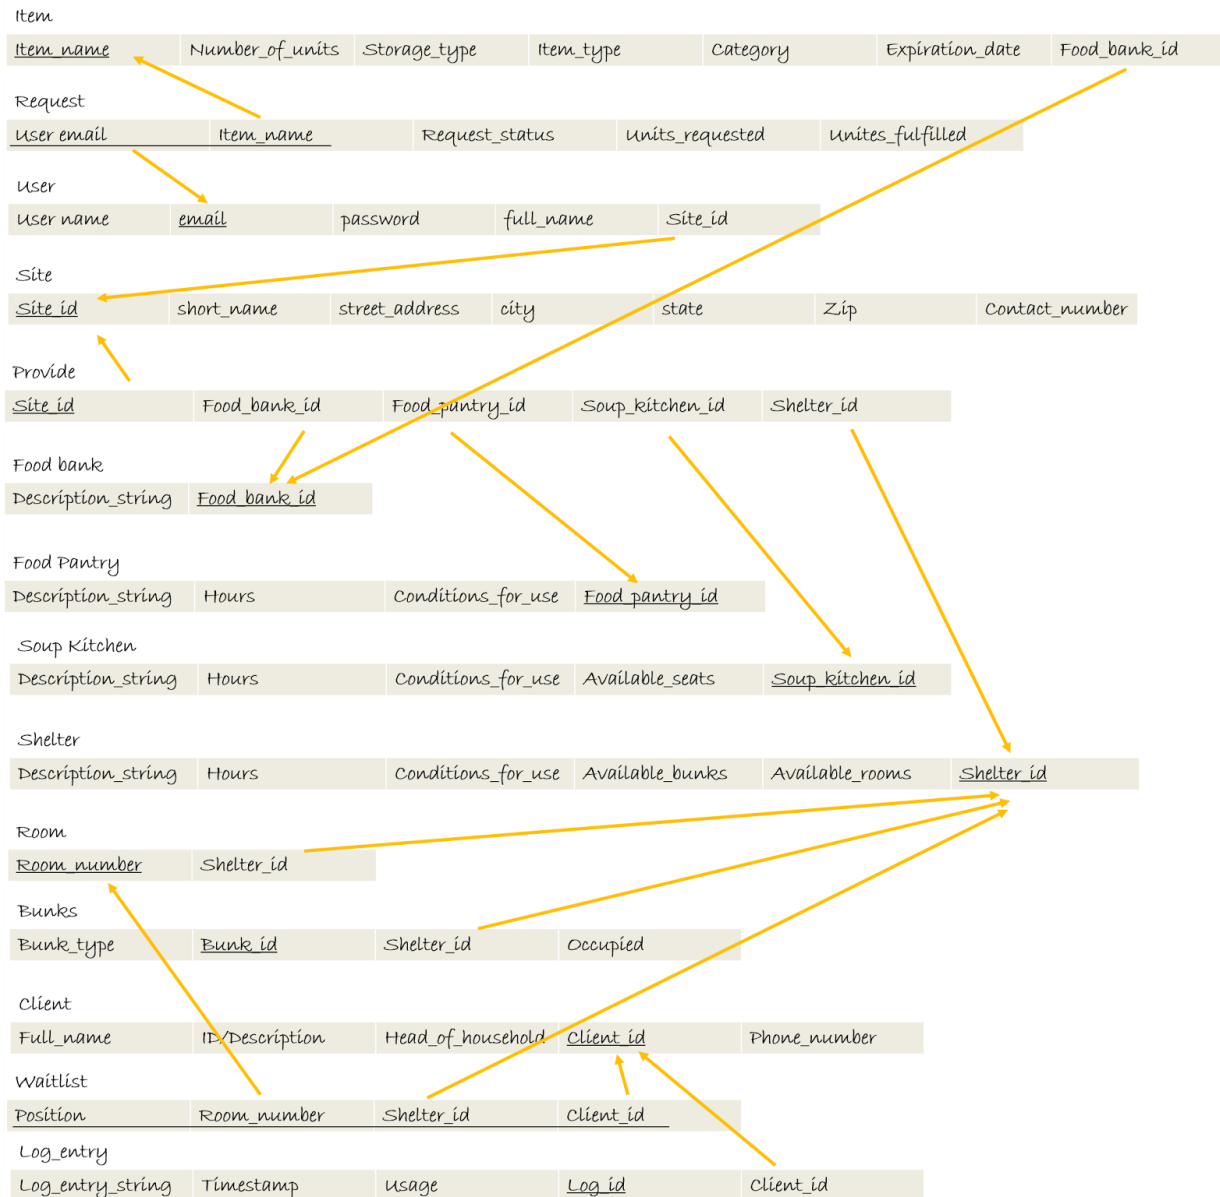 Item
Item_name Number_of_units Storage_type Item_type Category Expiration_date Food_bank_id
Request
User email Item_name Request_status Units_requested Unites_fulfilled
User
User name email password full_name Site_id
Site
Site_id short_name street_address city state Zip Contact_number
Provide
Site_id Food_bank_id Food_pantry_id Soup_kitchen_id Shelter_id
Food bank
Description_string Food_bank_id
Food Pantry
Description_string Hours Conditions_for_use Food_pantry_id
Soup Kitchen
Description_string Hours Conditions_for_use Available_seats Soup_kitchen_id
Shelter
Description_string Hours Conditions_for_use Available_bunks Available_rooms Shelter_id
Room
Room_number Shelter_id
Bunks
Bunk_type Bunk_id Shelter_id Occupied
Client
Full_name ID/Description Head_of_household Client_id Phone_number
Waitlist
Position Room_number Shelter_id Client_id
Log_entry
Log_entry_string Timestamp Usage Log_id Client_id